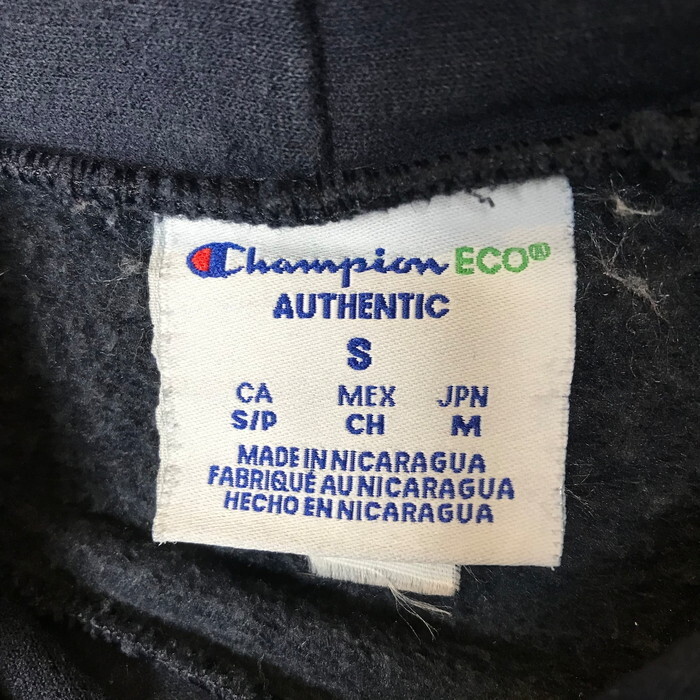 Champion ECO®
AUTHENTIC
S
CA MEX JPN
S/P CH M
MADE IN NICARAGUA
FABRIQUÉ AU NICARAGUA
HECHO EN NICARAGUA